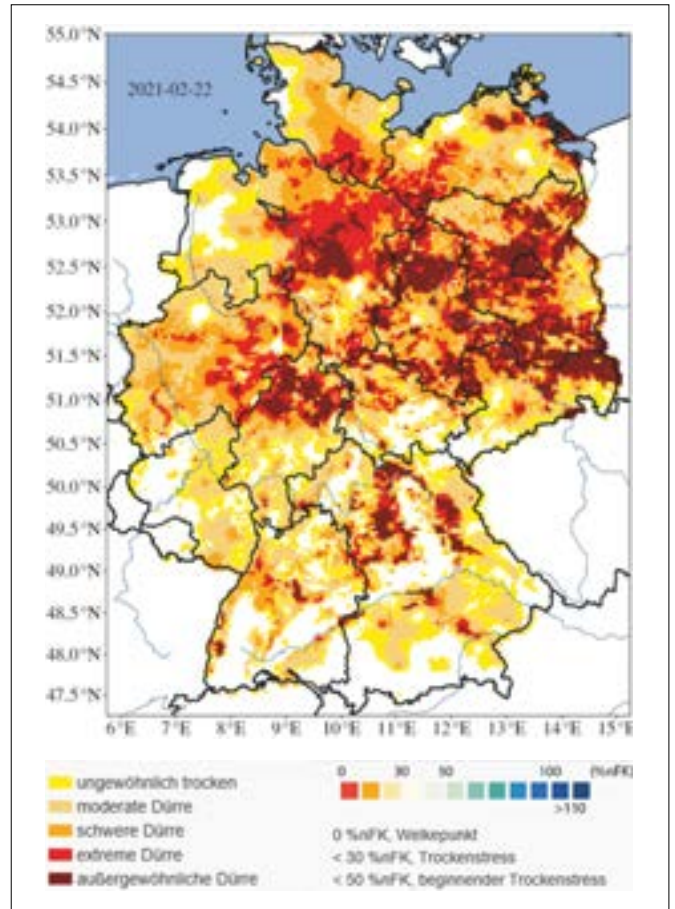 55.0°N
54.5°N
2021-02-22
54.0°N
53.5°N
53.0°N
52.5°N
52.0°N
51.5°N
51.0°N
50.5°N
50.0°N
49.5°N
49.0°N
48.5°N
48.0°N
47.5°N
6°E 7°E 8°E 9°E 10°E 11°E 12°E 13°E 14°E 15°E
ungewöhnlich trocken
moderate Dürre
schwere Dürre
extreme Dürre
außergewöhnliche Dürre
0 30 50 100 (%nFK)
>110
0 %nFK, Welkepunkt
< 30 %nFK, Trockenstress
< 50 %nFK, beginnender Trockenstress